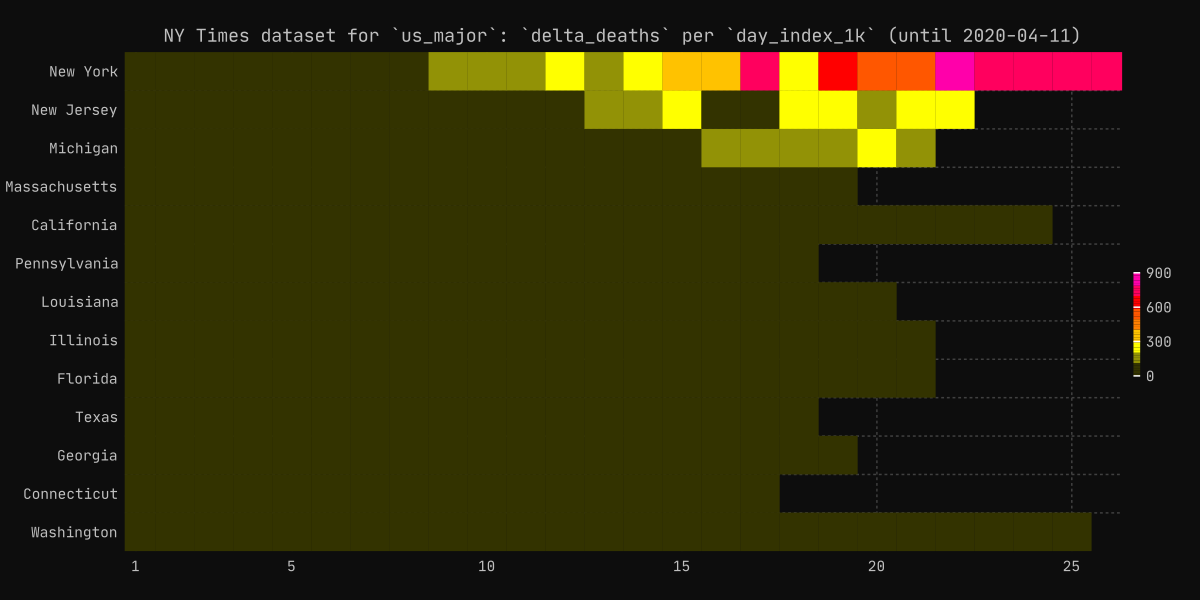 NY Times dataset for `us_major`: `delta_deaths` per `day_index_1k` (until 2020-04-11)
New York
New Jersey
Michigan
Massachusetts
California
Pennsylvania
Louisiana
Illinois
Florida
Texas
Georgia
Connecticut
Washington
900
600
300
0
1 5 10 15 20 25